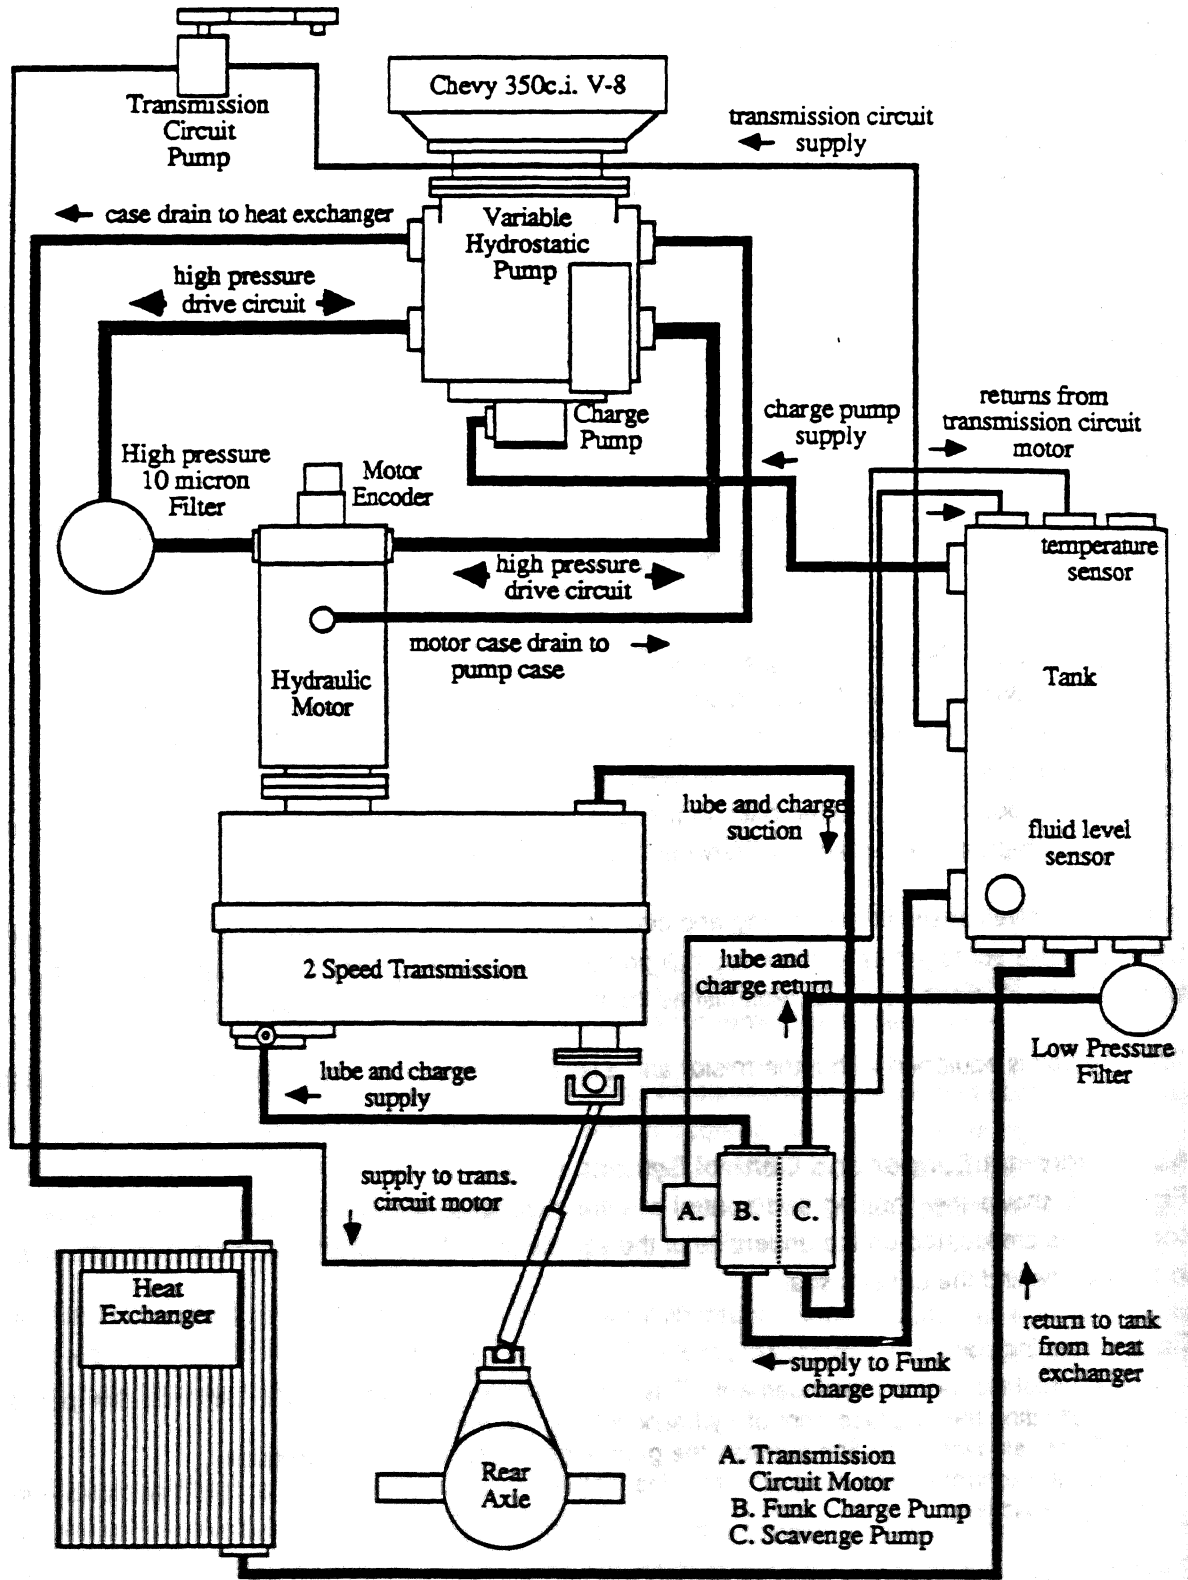 Chevy 350c.i. V-8
Transmission
Circuit
Pump
transmission circuit
supply
case drain to heat exchanger
Variable
Hydrostatic
Pump
high pressure
drive circuit
returns from
transmission circuit
motor
charge pump
supply
Charge
Pump
High pressure
10 micron
Filter
Motor
Encoder
temperature
sensor
high pressure
drive circuit
motor case drain to
pump case
Hydraulic
Motor
Tank
lube and charge
suction
fluid level
sensor
2 Speed Transmission
lube and
charge return
Low Pressure
Filter
lube and charge
supply
supply to trans.
circuit motor
A.
B.
C.
Heat
Exchanger
return to tank
from heat
exchanger
supply to Funk
charge pump
Rear
Axle
A. Transmission
Circuit Motor
B. Funk Charge Pump
C. Scavenge Pump